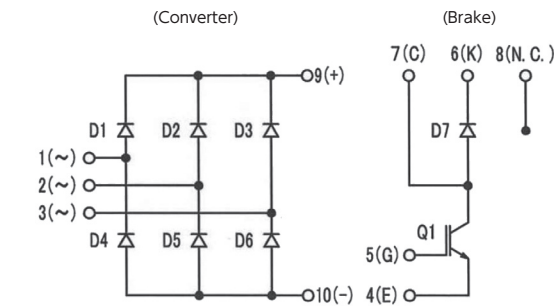 (Converter) (Brake)
7(C) 6(K) 8(N.C.)
9(+)
D1 D2 D3 D7
1(~)
2(~)
3(~)
D4 D5 D6 Q1
5(G)
10(-) 4(E)